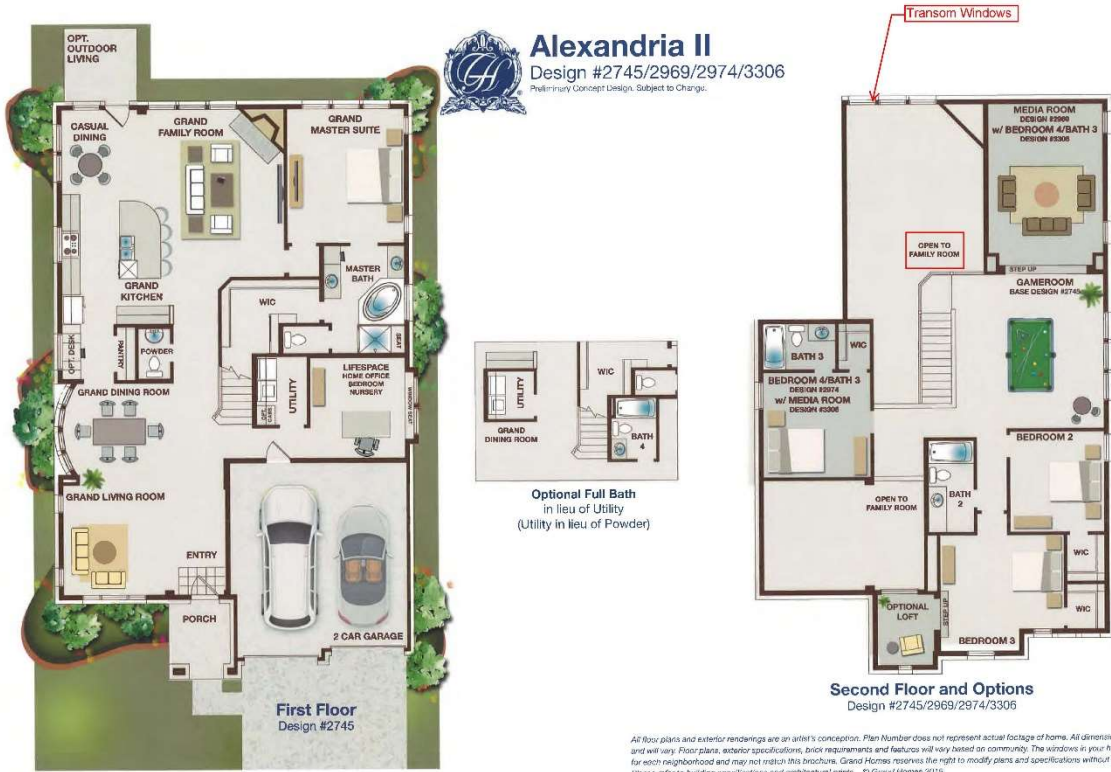 Transom Windows
Alexandria II
Design #2745/2969/2974/3306
Preliminary Concept Design. Subject to Change.
OPT.
OUTDOOR
LIVING
CASUAL
DINING
GRAND
FAMILY ROOM
GRAND
MASTER SUITE
GRAND
KITCHEN
MASTER
BATH
WIC
SEAT
OPT. DESK
PANTRY
POWDER
UTILITY
OPT.
CABS
LIFESPACE
HOME OFFICE
BEDROOM
NURSERY
WINDOW SEAT
GRAND DINING ROOM
GRAND LIVING ROOM
ENTRY
PORCH
2 CAR GARAGE
First Floor
Design #2745
UTILITY
WIC
GRAND
DINING ROOM
BATH
4
Optional Full Bath
in lieu of Utility
(Utility in lieu of Powder)
MEDIA ROOM
DESIGN #2969
w/ BEDROOM 4/BATH 3
DESIGN #3306
OPEN TO
FAMILY ROOM
STEP UP
GAMEROOM
BASE DESIGN #2745
BATH 3
WIC
BEDROOM 4/BATH 3
DESIGN #2974
w/ MEDIA ROOM
DESIGN #3306
BEDROOM 2
OPEN TO
FAMILY ROOM
BATH
2
WIC
OPTIONAL
LOFT
STEP UP
WIC
BEDROOM 3
Second Floor and Options
Design #2745/2969/2974/3306
All floor plans and exterior renderings are an artist's conception. Plan Number does not represent actual footage of home. All dimensi
and will vary. Floor plans, exterior specifications, brick requirements and features will vary based on community. The windows in your h
for each neighborhood and may not match this brochure. Grand Homes reserves the right to modify plans and specifications without